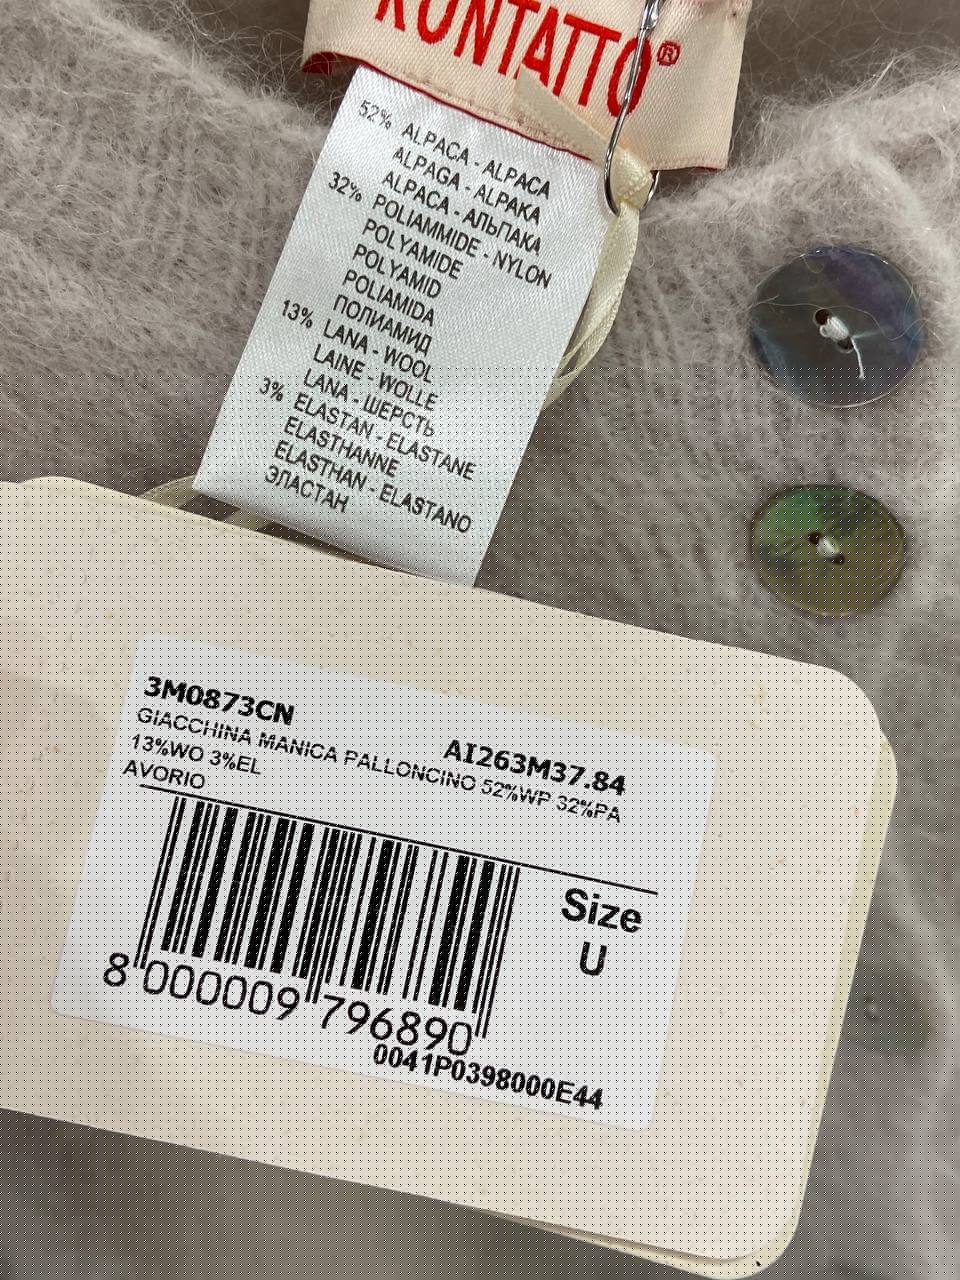 KONTATTO®
52% ALPACA - ALPACA
ALPAGA - ALPAKA
ALPACA - АЛЬПАКА
32% POLIAMMIDE - NYLON
POLYAMIDE
POLYAMID
POLIAMIDA
ПОЛИАМИД
13% LANA - WOOL
LAINE - WOLLE
LANA - ШЕРСТЬ
3% ELASTAN - ELASTANE
ELASTHANNE
ELASTHAN - ELASTANO
ЭЛАСТАН
3M0873CN AI263M37.84
GIACCHINA MANICA PALLONCINO 52%WP 32%PA
13%WO 3%EL
AVORIO
Size
U
8 000009 796890
0041P0398000E44